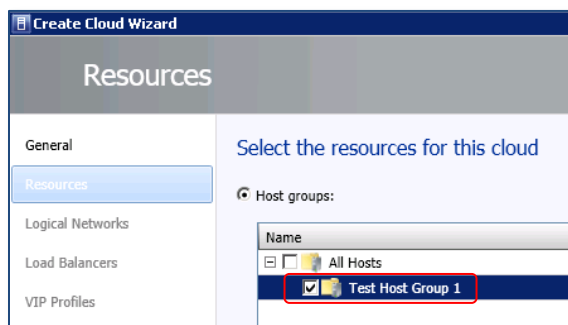 Create Cloud Wizard
Resources
General
Resources
Logical Networks
Load Balancers
VIP Profiles
Select the resources for this cloud
Host groups:
Name
All Hosts
Test Host Group 1